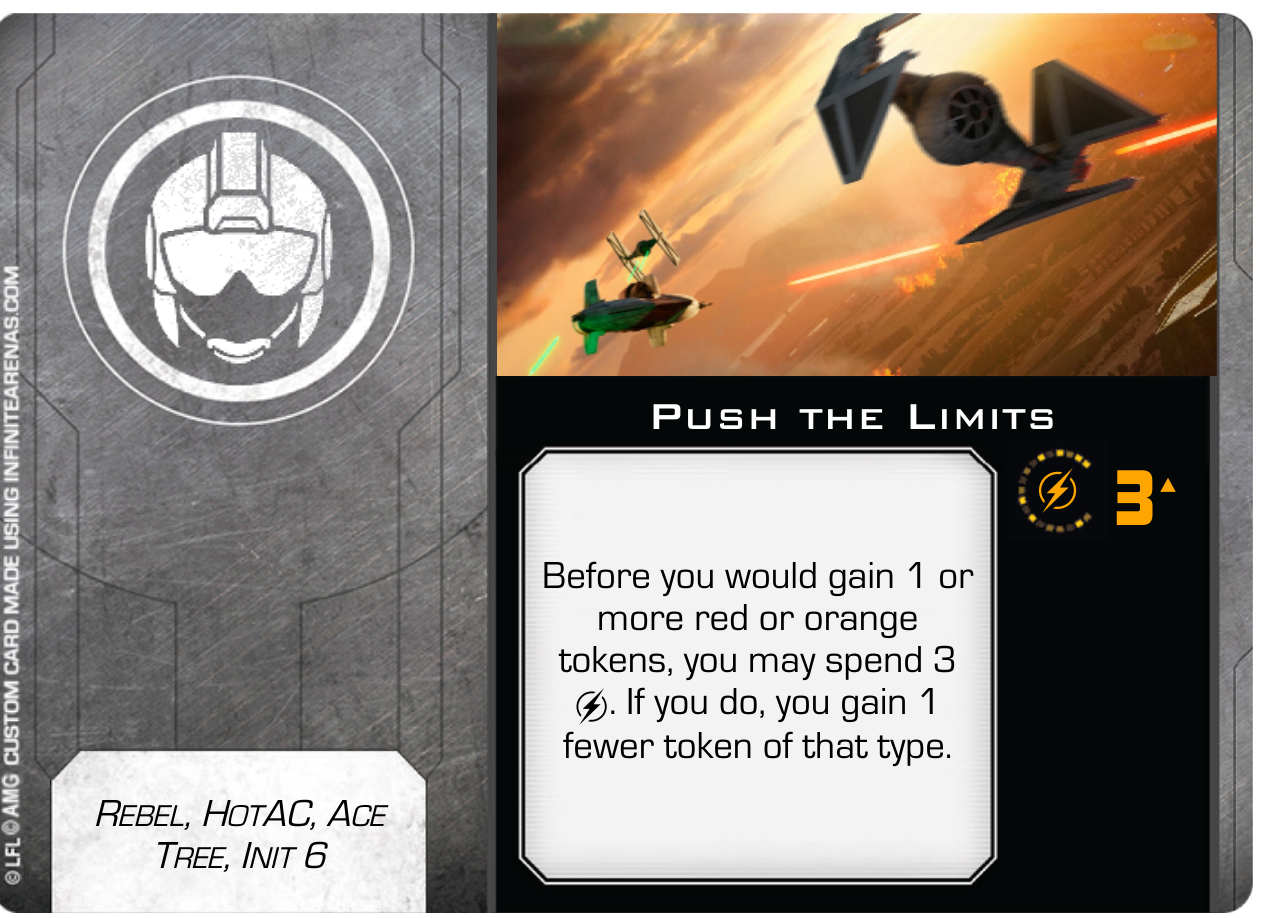 Push the Limits
3
Before you would gain 1 or
more red or orange
tokens, you may spend 3
. If you do, you gain 1
fewer token of that type.
Rebel, HotAC, Ace
Tree, Init 6
© LFL © AMG CUSTOM CARD MADE USING INFINITEARENAS.COM